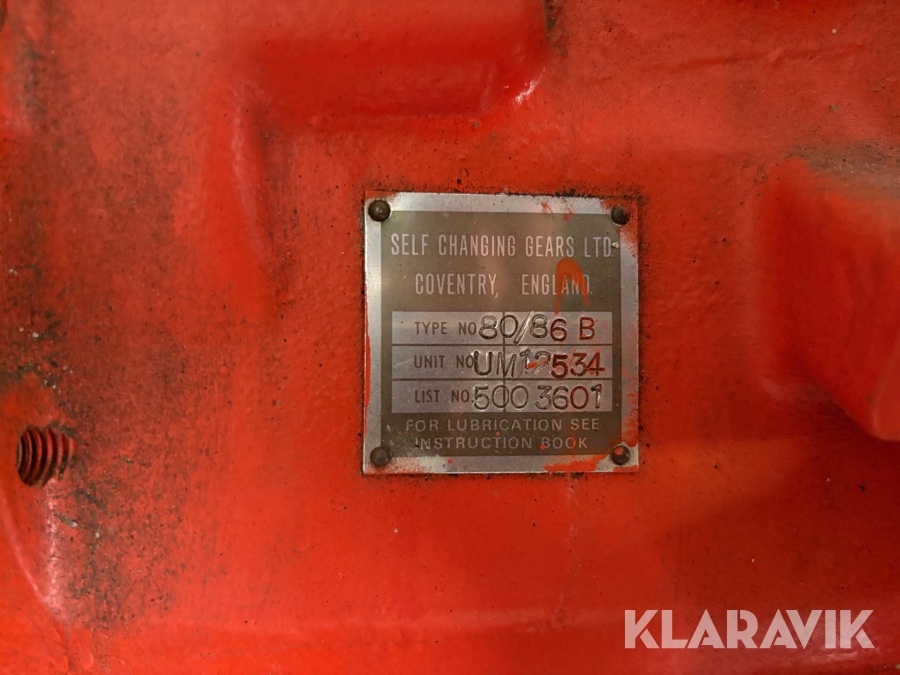 SELF CHANGING GEARS LTD
COVENTRY, ENGLAND.
TYPE NO. 80/86 B
UNIT NO. UM12534
LIST NO. 500 3601
FOR LUBRICATION SEE
INSTRUCTION BOOK
KLARAVIK